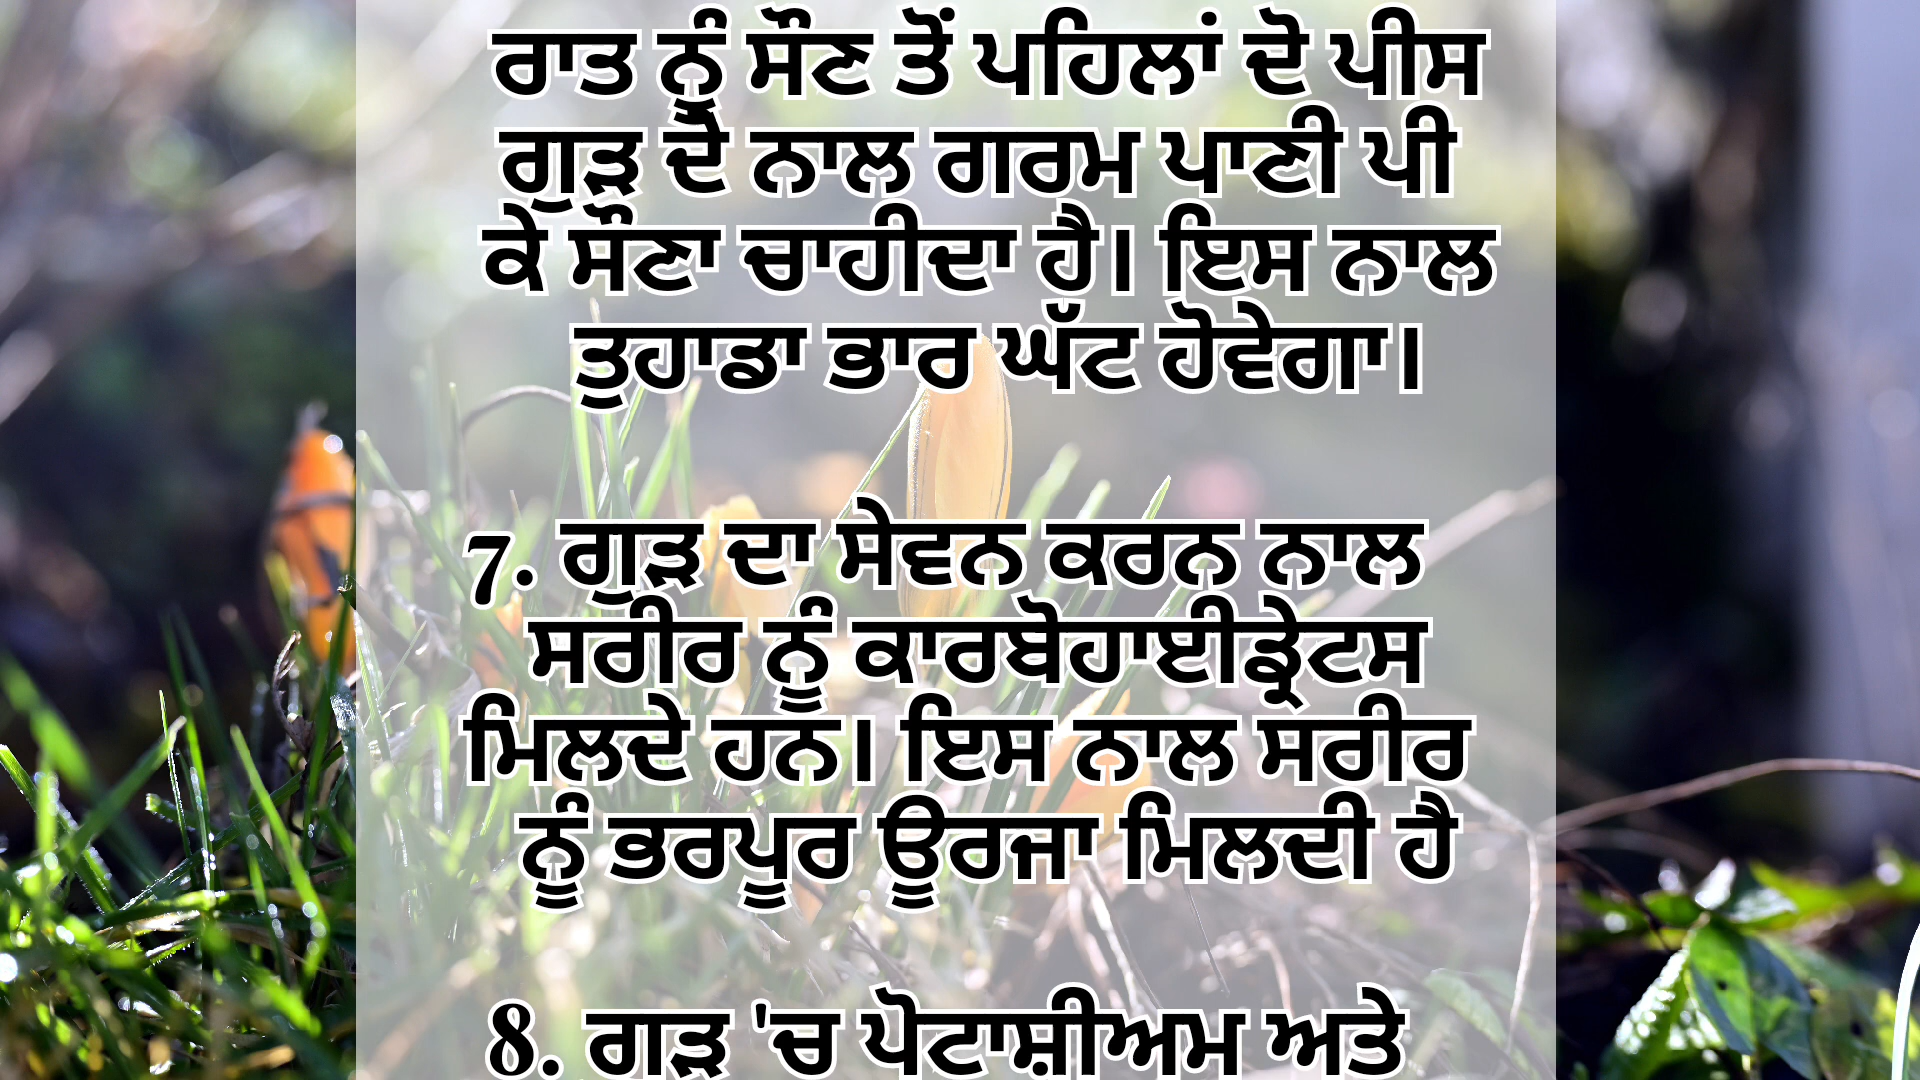 ਰਾਤ ਨੂੰ ਸੌਣ ਤੋਂ ਪਹਿਲਾਂ ਦੋ ਪੀਸ
ਗੁੜ ਦੇ ਨਾਲ ਗਰਮ ਪਾਣੀ ਪੀ
ਕੇ ਸੌਣਾ ਚਾਹੀਦਾ ਹੈ। ਇਸ ਨਾਲ
ਤੁਹਾਡਾ ਭਾਰ ਘੱਟ ਹੋਵੇਗਾ।
7. ਗੁੜ ਦਾ ਸੇਵਨ ਕਰਨ ਨਾਲ
ਸਰੀਰ ਨੂੰ ਕਾਰਬੋਹਾਈਡ੍ਰੇਟਸ
ਮਿਲਦੇ ਹਨ। ਇਸ ਨਾਲ ਸਰੀਰ
ਨੂੰ ਭਰਪੂਰ ਊਰਜਾ ਮਿਲਦੀ ਹੈ
8. ਗੁੜ 'ਚ ਪੋਟਾਸ਼ੀਅਮ ਅਤੇ